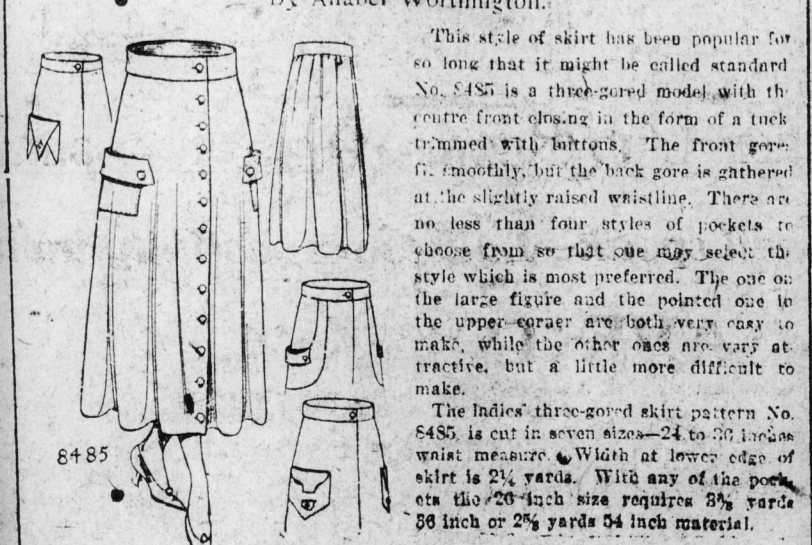 By Anabel Worthington.
This style of skirt has been popular for
so long that it might be called standard
No. 8485 is a three-gored model with th
centre front closing in the form of a tuck
trimmed with buttons. The front gores
fit smoothly, but the back gore is gathered
at the slightly raised waistline. There are
no less than four styles of pockets to
choose from so that one may select the
style which is most preferred. The one on
the large figure and the pointed one in
the upper corner are both very easy to
make, while the other ones are vary at-
tractive, but a little more difficult to
make.
The ladies' three-gored skirt pattern No.
8485 is cut in seven sizes—24 to 36 inches
waist measure. Width at lower edge of
skirt is 2¼ yards. With any of the pock-
ets the 26 inch size requires 3⅜ yards
36 inch or 2⅝ yards 54 inch material.
8485